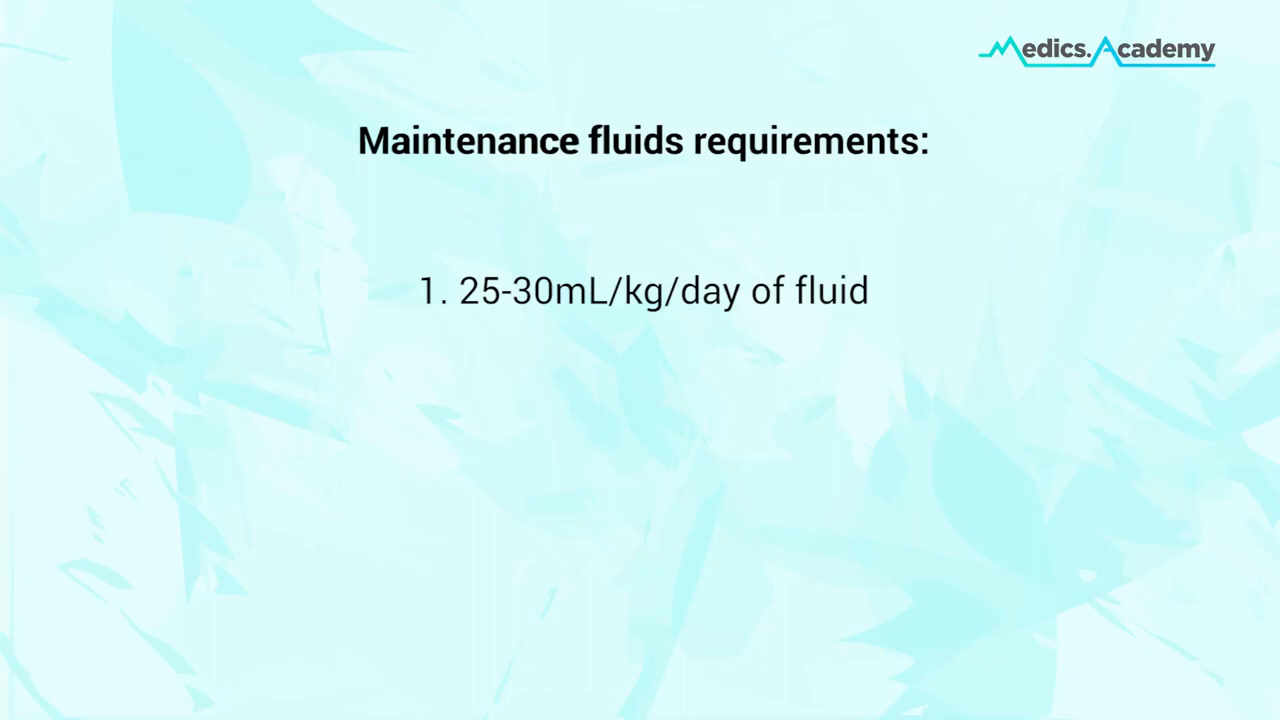 Medics.Academy
Maintenance fluids requirements:
1. 25-30mL/kg/day of fluid